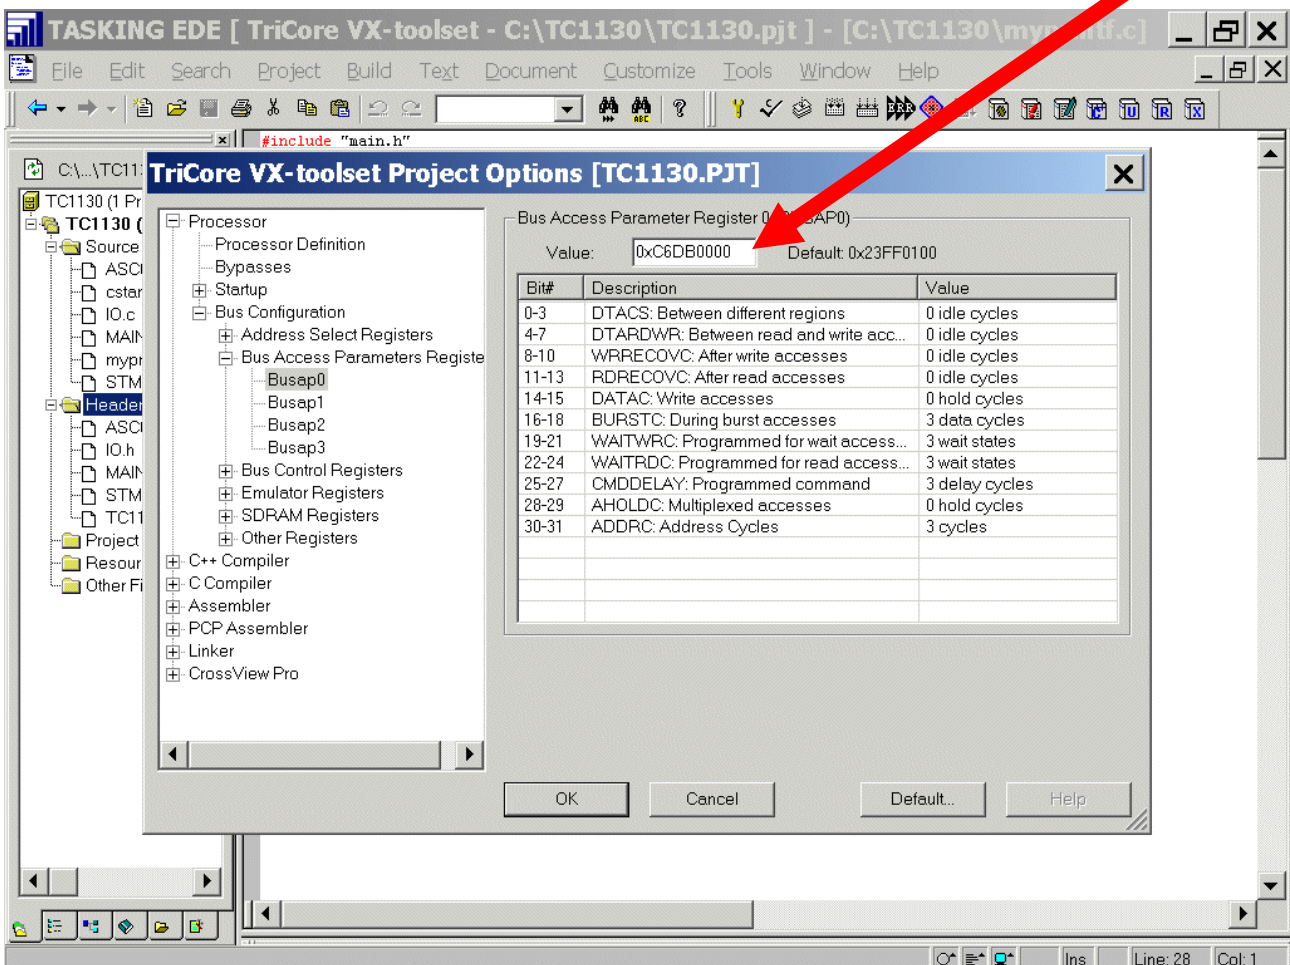 TASKING EDE [ TriCore VX-toolset - C:\TC1130\TC1130.pjt ] - [C:\TC1130\
File Edit Search Project Build Text Document Customize Tools Window Help
#include "main.h"
C:\...\TC11
TriCore VX-toolset Project Options [TC1130.PJT]
TC1130 (1 Pr
TC1130 (
Source
ASC
cstar
IO.c
MAIN
mypr
STM
Header
ASC
IO.h
MAIN
STM
TC11
Project
Resour
Other Fi
Processor
Processor Definition
Bypasses
Startup
Bus Configuration
Address Select Registers
Bus Access Parameters Registe
Busap0
Busap1
Busap2
Busap3
Bus Control Registers
Emulator Registers
SDRAM Registers
Other Registers
C++ Compiler
C Compiler
Assembler
PCP Assembler
Linker
CrossView Pro
Bus Access Parameter Register 0
Value: 0xC6DB0000 Default: 0x23FF0100
Bit# Description Value
0-3 DTACS: Between different regions 0 idle cycles
4-7 DTARDWR: Between read and write acc... 0 idle cycles
8-10 WRRECOVC: After write accesses 0 idle cycles
11-13 RDRECOVC: After read accesses 0 idle cycles
14-15 DATAC: Write accesses 0 hold cycles
16-18 BURSTC: During burst accesses 3 data cycles
19-21 WAITWRC: Programmed for wait access... 3 wait states
22-24 WAITRDC: Programmed for read access... 3 wait states
25-27 CMDDELAY: Programmed command 3 delay cycles
28-29 AHOLDC: Multiplexed accesses 0 hold cycles
30-31 ADDRC: Address Cycles 3 cycles
OK Cancel Default... Help
Ins Line: 28 Col: 1